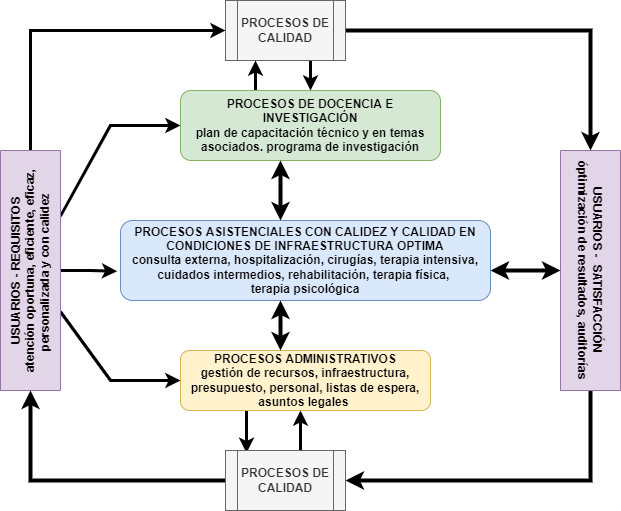 PROCESOS DE
CALIDAD
PROCESOS DE DOCENCIA E
INVESTIGACIÓN
plan de capacitación técnico y en temas
asociados. programa de investigación
USUARIOS - REQUISITOS
atención oportuna, eficiente, eficaz,
personalizada y con calidez
PROCESOS ASISTENCIALES CON CALIDEZ Y CALIDAD EN
CONDICIONES DE INFRAESTRUCTURA OPTIMA
consulta externa, hospitalización, cirugías, terapia intensiva,
cuidados intermedios, rehabilitación, terapia física,
terapia psicológica
USUARIOS - SATISFACCIÓN
óptimización de resultados, auditorías
PROCESOS ADMINISTRATIVOS
gestión de recursos, infraestructura,
presupuesto, personal, listas de espera,
asuntos legales
PROCESOS DE
CALIDAD